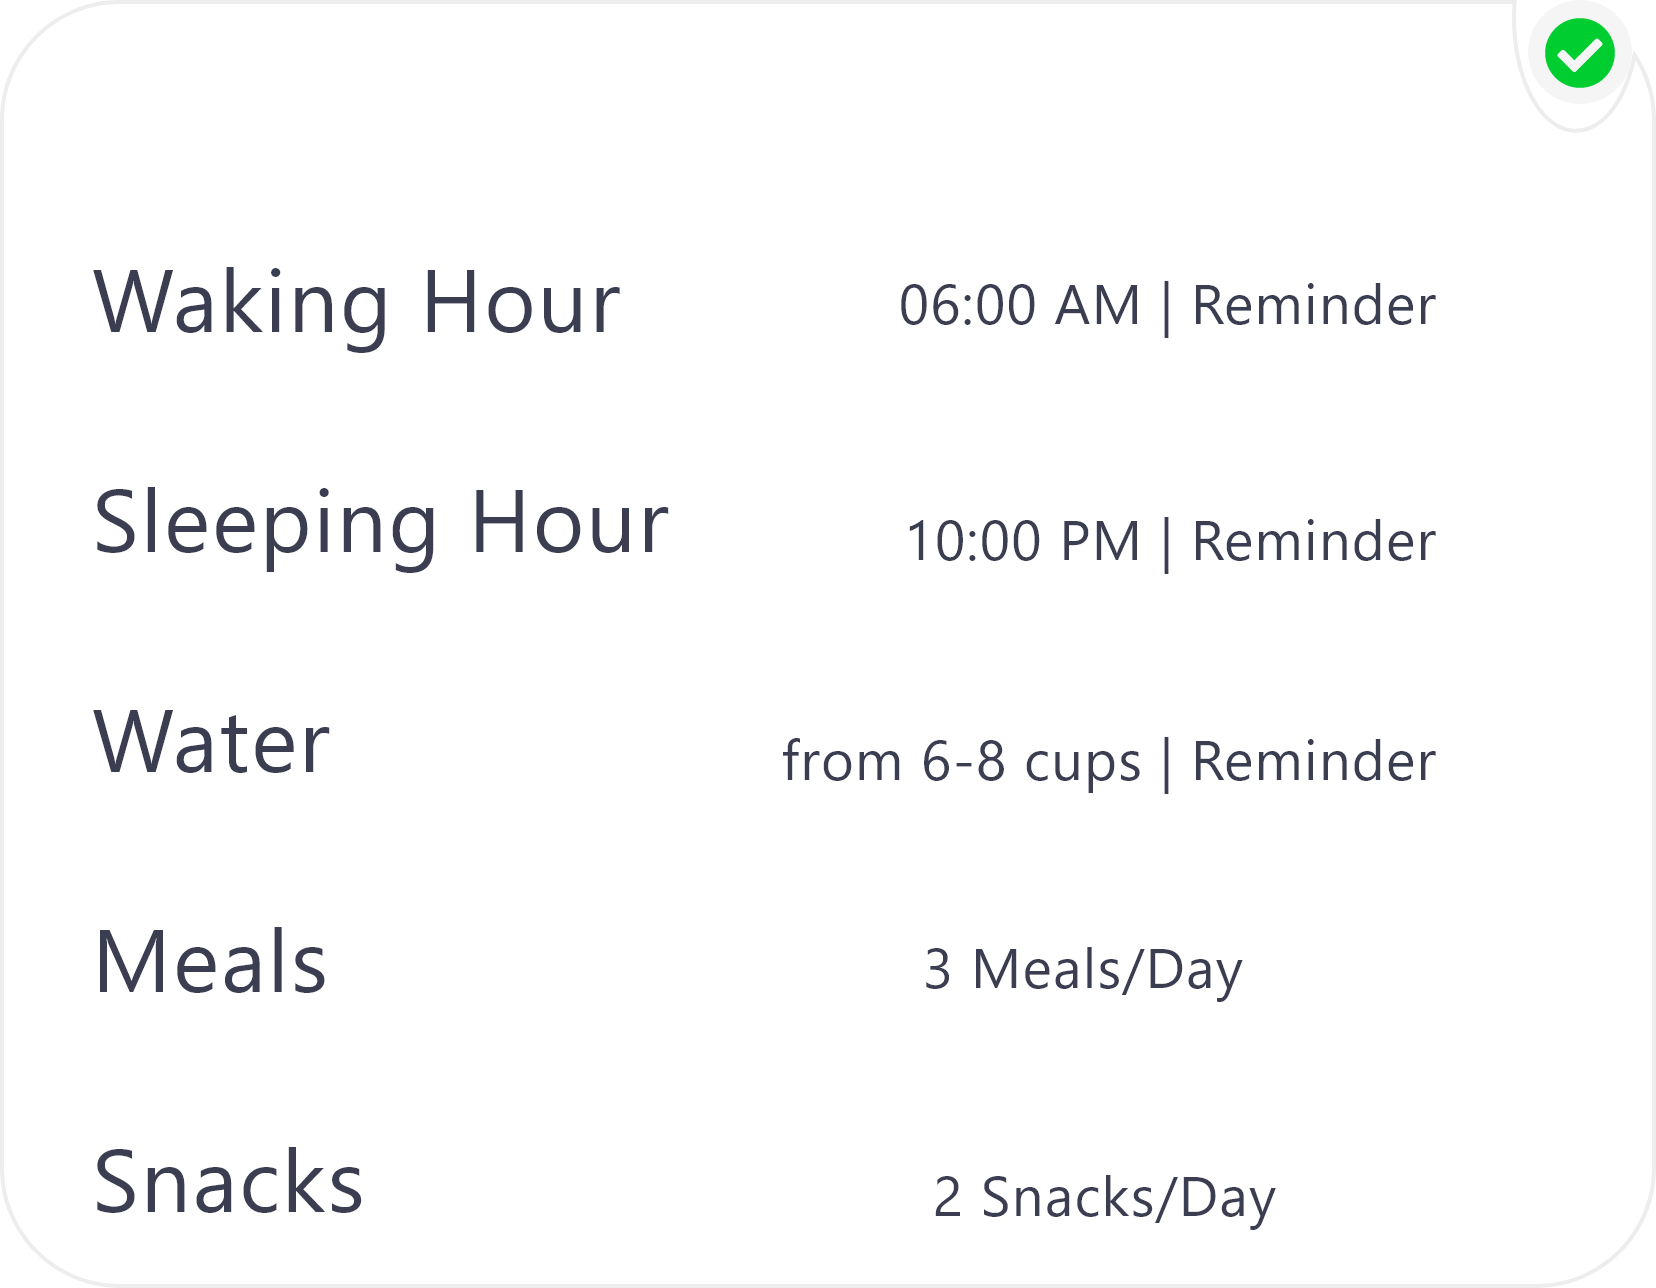 Waking Hour 06:00 AM | Reminder
Sleeping Hour 10:00 PM | Reminder
Water from 6-8 cups | Reminder
Meals 3 Meals/Day
Snacks 2 Snacks/Day